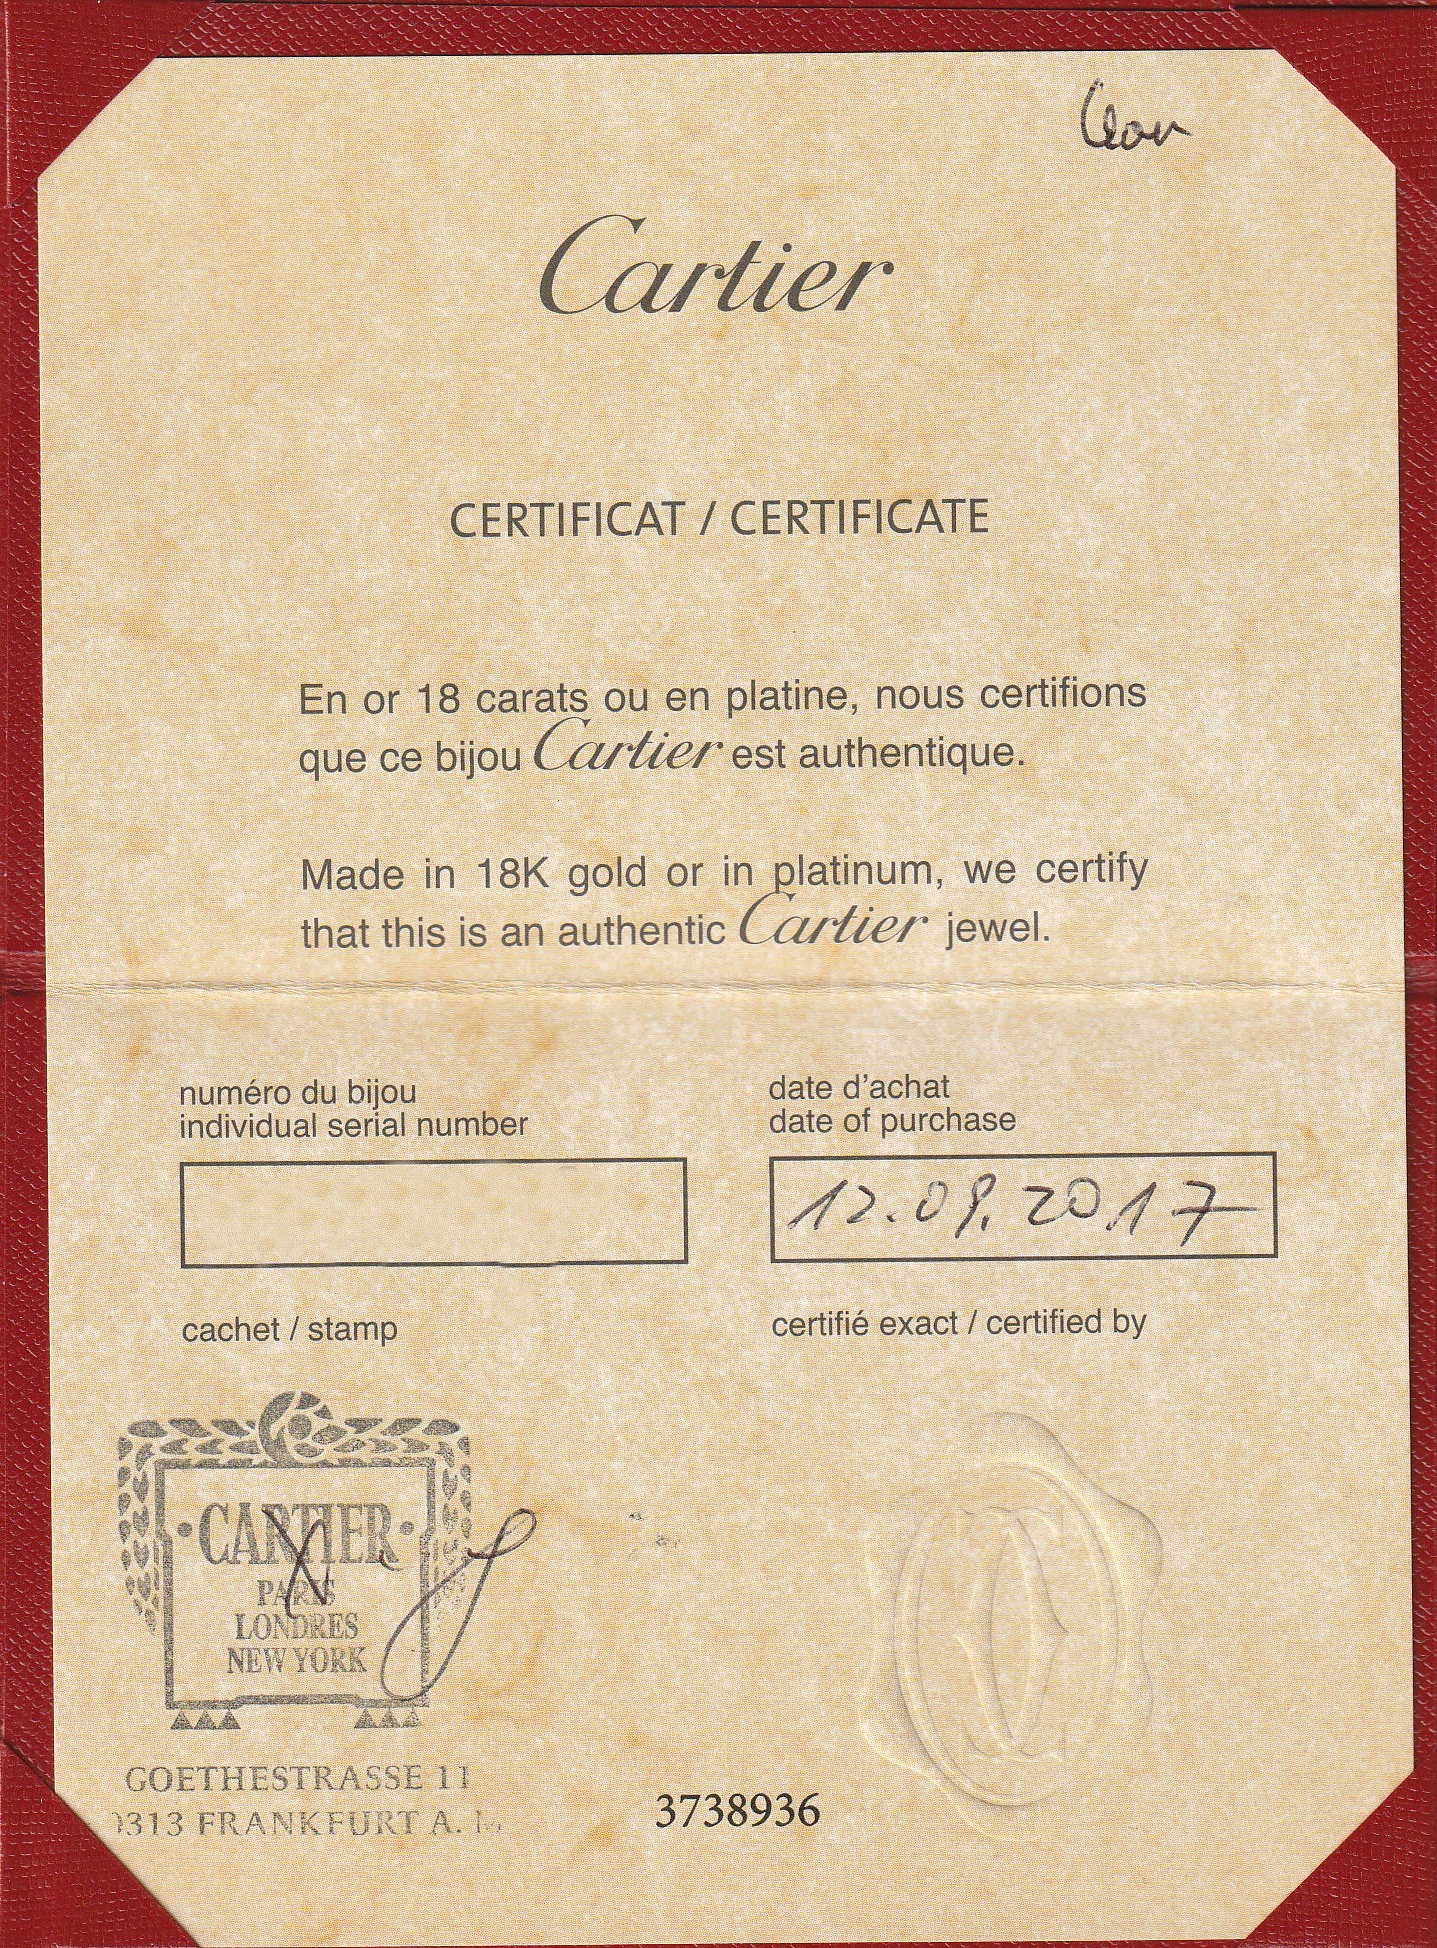 Cartier
CERTIFICAT / CERTIFICATE
En or 18 carats ou en platine, nous certifions
que ce bijou Cartier est authentique.
Made in 18K gold or in platinum, we certify
that this is an authentic Cartier jewel.
numéro du bijou
individual serial number
date d'achat
date of purchase
12.09.2017
cachet / stamp
certifié exact / certified by
·CARTIER·
PARIS
LONDRES
NEW YORK
GOETHESTRASSE 11
0313 FRANKFURT A.
3738936